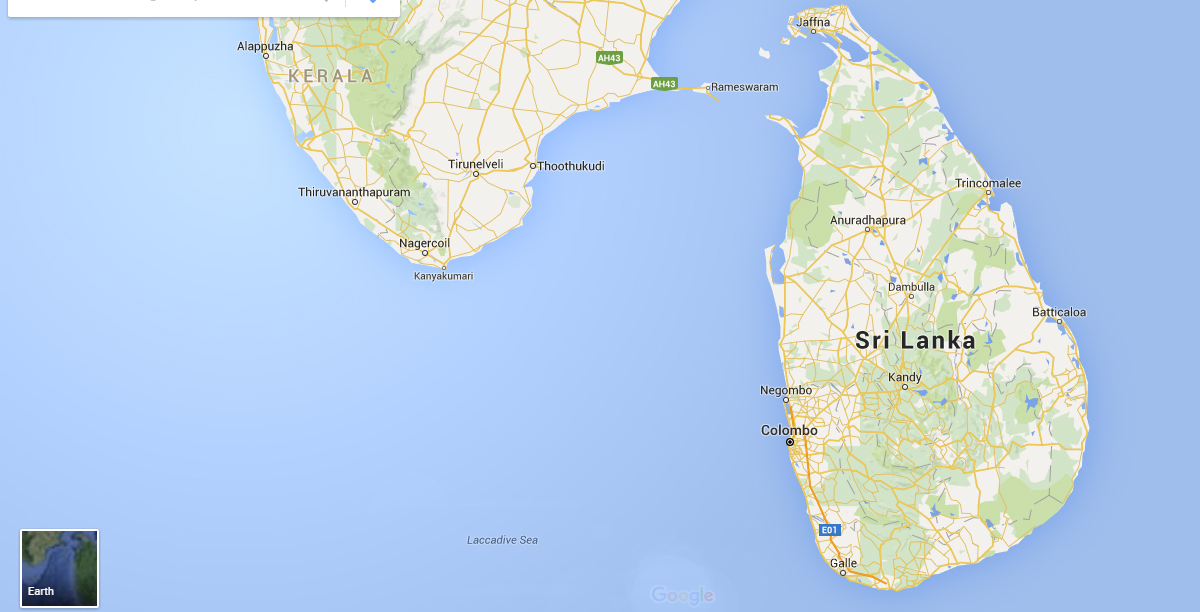 Jaffna
Alappuzha
KERALA
AH43
AH43
Rameswaram
Tirunelveli
Thoothukudi
Thiruvananthapuram
Trincomalee
Anuradhapura
Nagercoil
Kanyakumari
Dambulla
Batticaloa
Sri Lanka
Kandy
Negombo
Colombo
E01
Laccadive Sea
Galle
Earth
Google